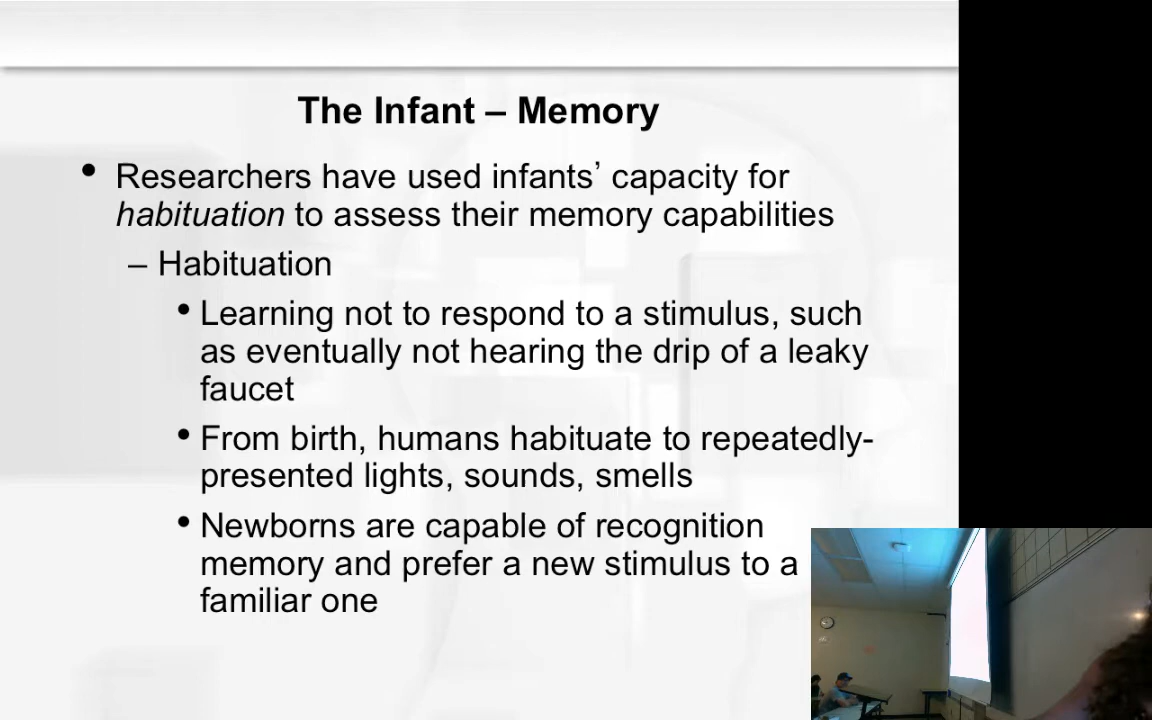 The Infant – Memory
• Researchers have used infants’ capacity for
habituation to assess their memory capabilities
– Habituation
• Learning not to respond to a stimulus, such
as eventually not hearing the drip of a leaky
faucet
• From birth, humans habituate to repeatedly-
presented lights, sounds, smells
• Newborns are capable of recognition
memory and prefer a new stimulus to a
familiar one